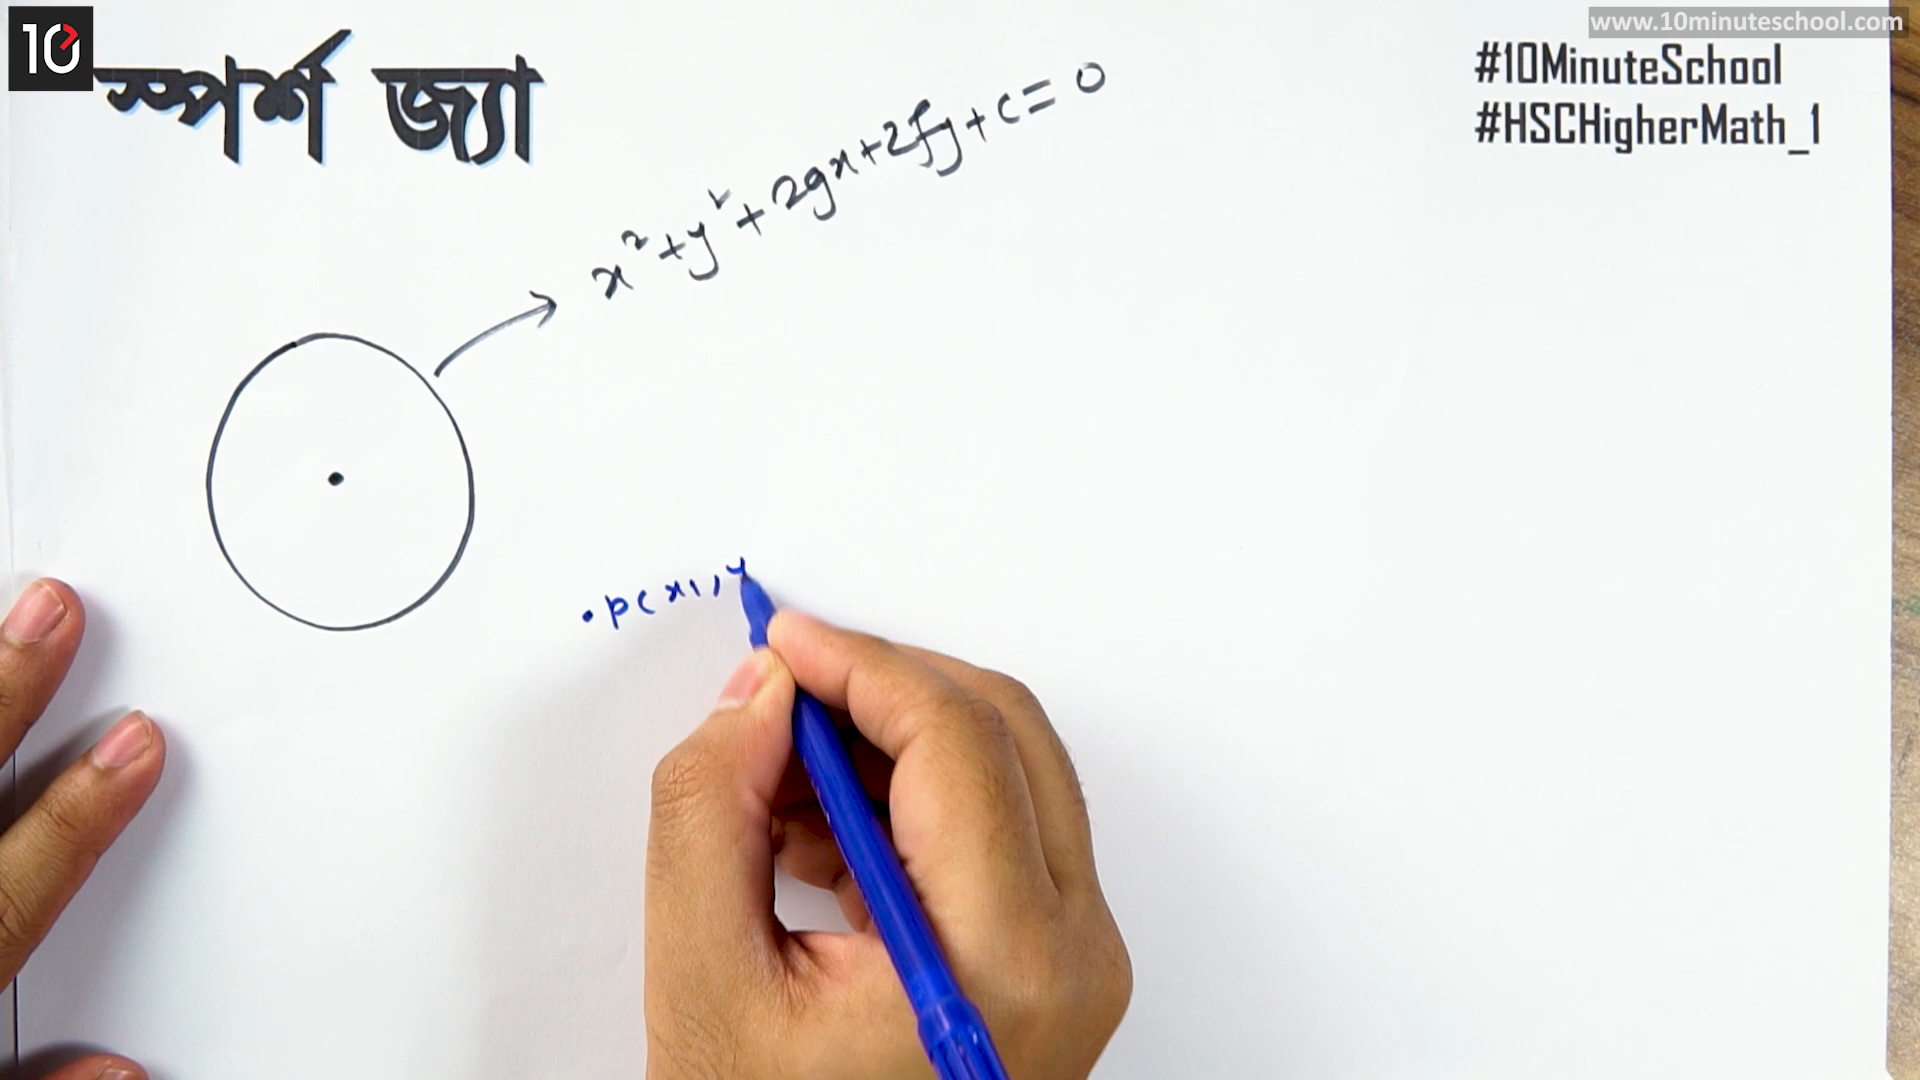 10
স্পর্শ জ্যা
www.10minuteschool.com
#10MinuteSchool
#HSCHigherMath_1
x² + y² + 2gx + 2fy + c = 0
. P( x₁ , y